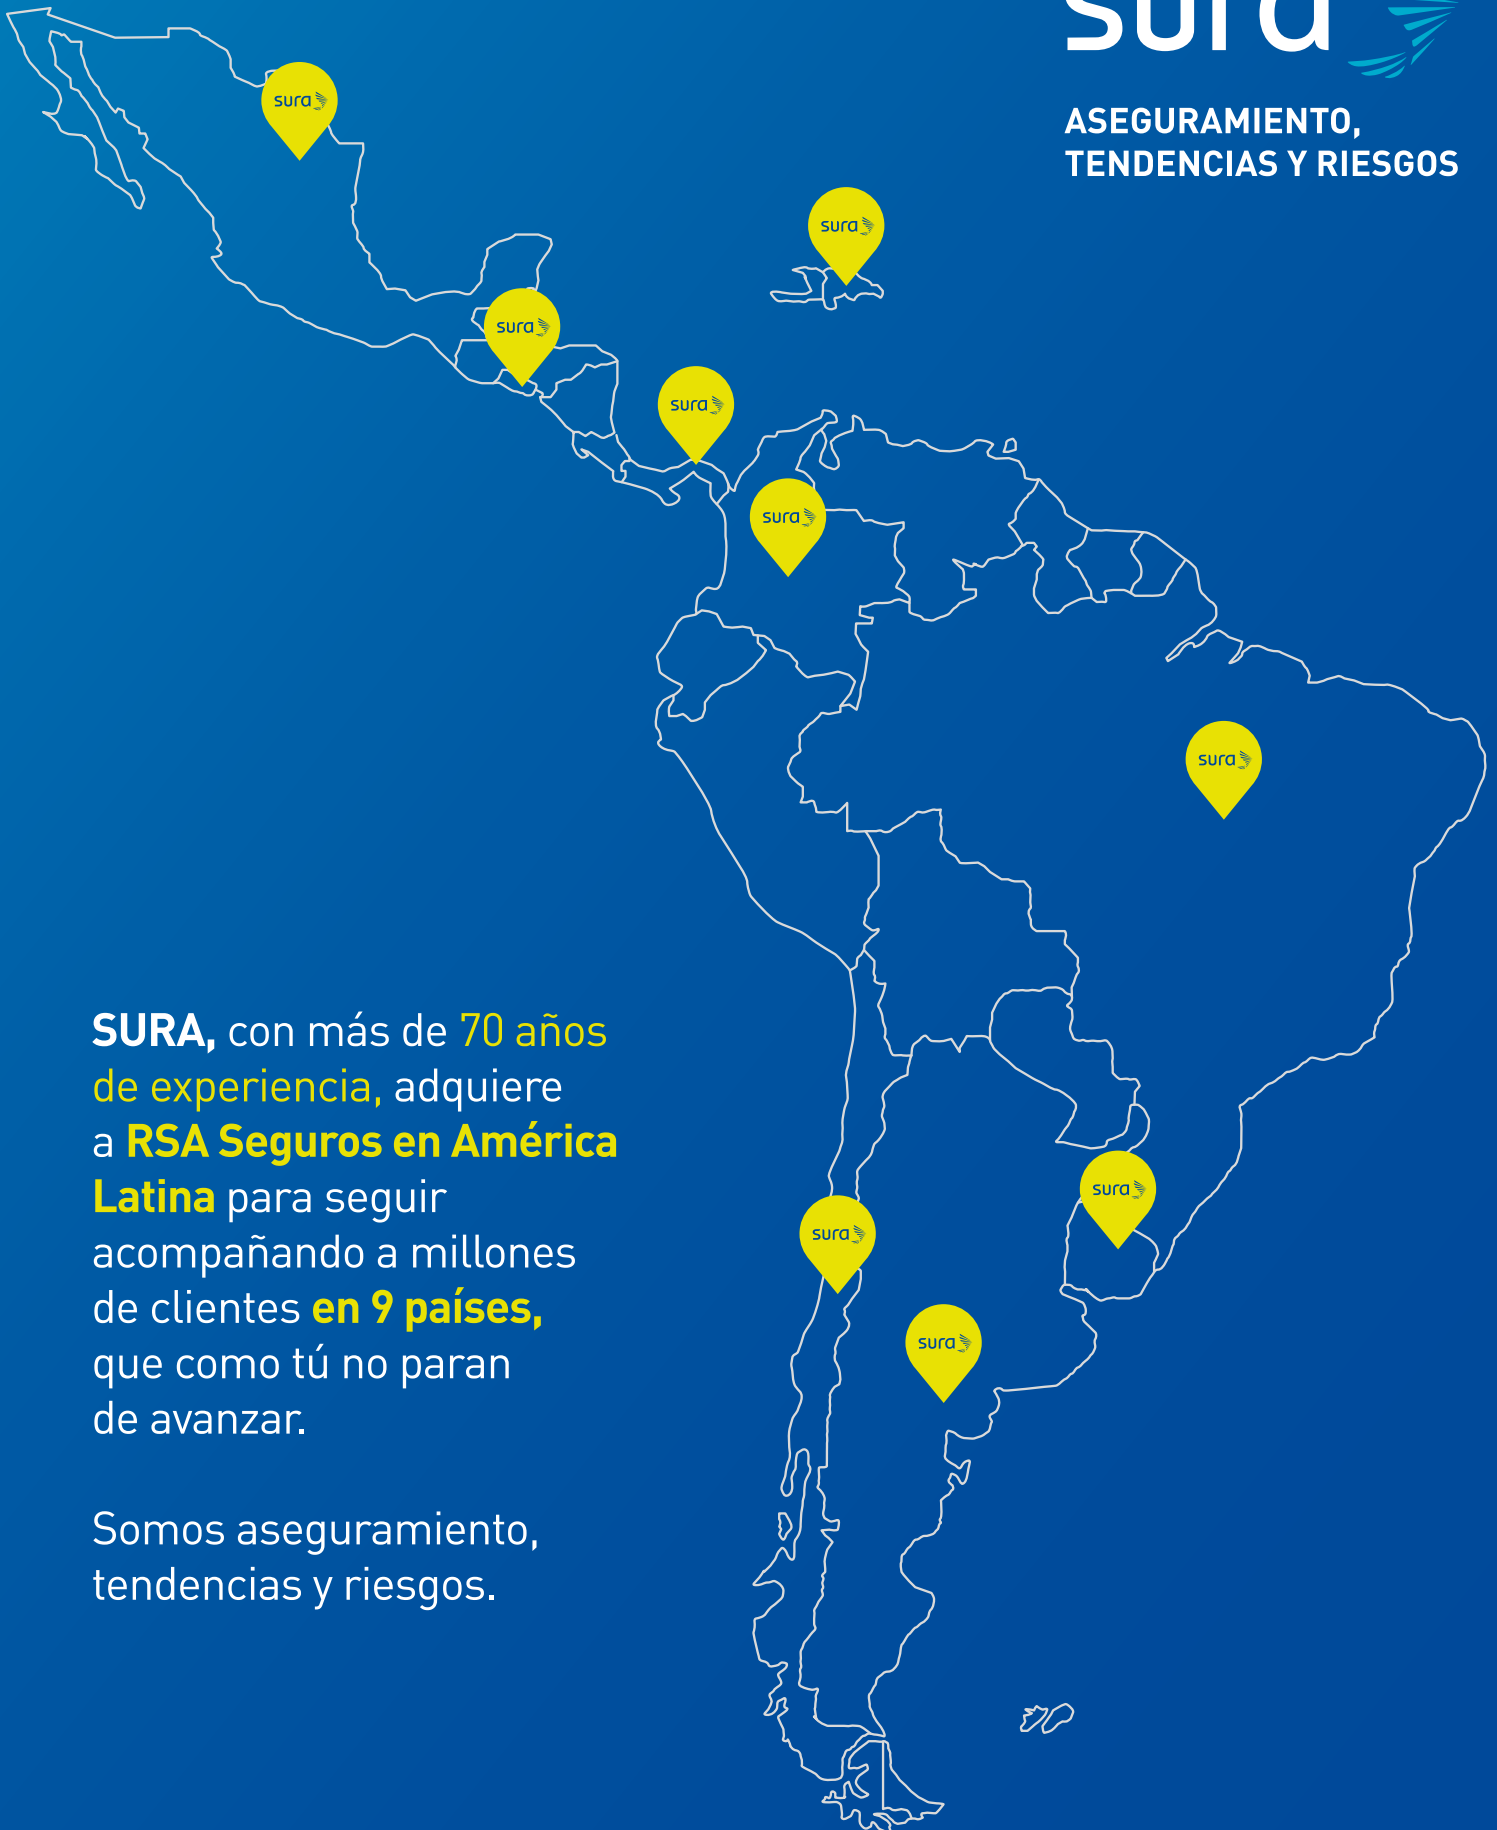 sura
ASEGURAMIENTO,
TENDENCIAS Y RIESGOS
sura
sura
sura
sura
sura
sura
sura
sura
sura
SURA, con más de 70 años
de experiencia, adquiere
a RSA Seguros en América
Latina para seguir
acompañando a millones
de clientes en 9 países,
que como tú no paran
de avanzar.
Somos aseguramiento,
tendencias y riesgos.